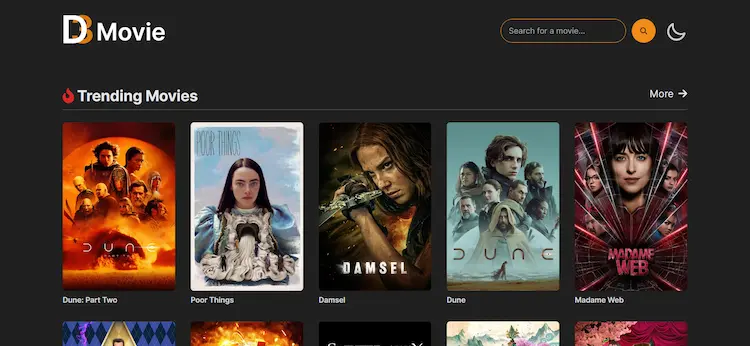 DB Movie
Search for a movie...
Trending Movies
More
DUNE
POOR THINGS
DAMSEL
DUNE
MADAME WEB
Dune: Part Two
Poor Things
Damsel
Dune
Madame Web